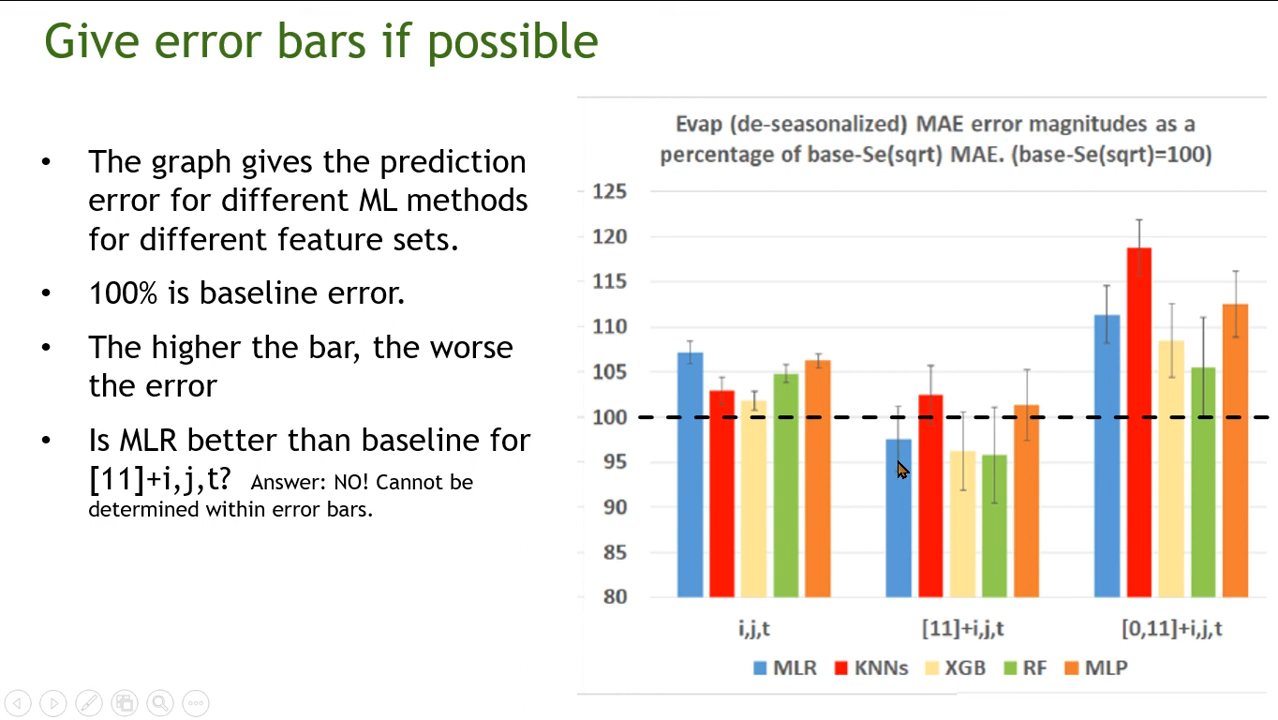 Give error bars if possible
• The graph gives the prediction
error for different ML methods
for different feature sets.
• 100% is baseline error.
• The higher the bar, the worse
the error
• Is MLR better than baseline for
[11]+i,j,t? Answer: NO! Cannot be
determined within error bars.
Evap (de-seasonalized) MAE error magnitudes as a
percentage of base-Se(sqrt) MAE. (base-Se(sqrt)=100)
125
120
115
110
105
100
95
90
85
80
i,j,t [11]+i,j,t [0,11]+i,j,t
MLR KNNs XGB RF MLP